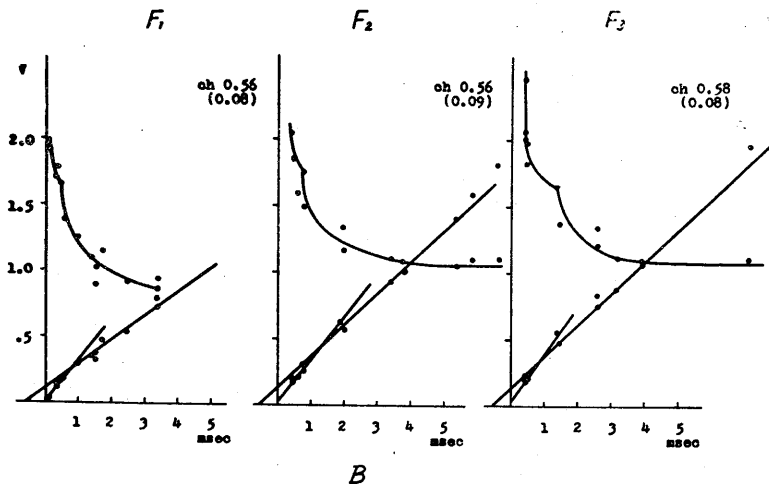 F₁ F₂ F₃
V
ch 0.56
(0.08)
ch 0.56
(0.09)
ch 0.58
(0.08)
2.0
1.5
1.0
.5
1 2 3 4 5
msec
1 2 3 4 5
msec
1 2 3 4 5
msec
B